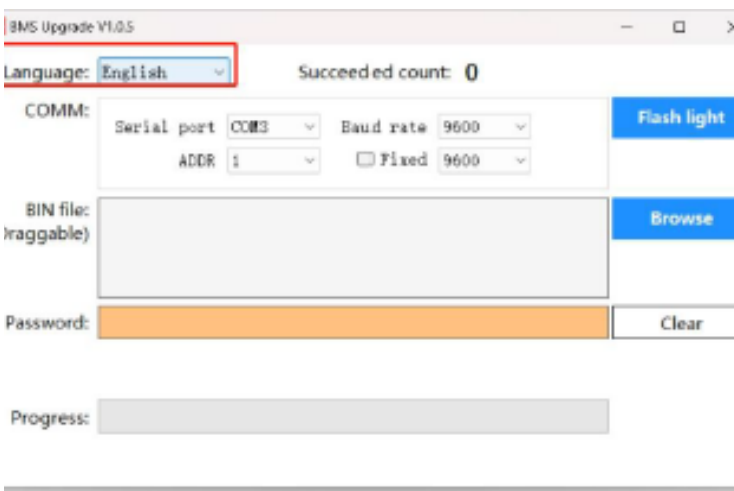 BMS Upgrade V1.0.5
Language: English Succeeded count: 0
COMM: Serial port COM3 Baud rate 9600 Flash light
ADDR 1 Fixed 9600
BIN file: Browse
Draggable)
Password: Clear
Progress: